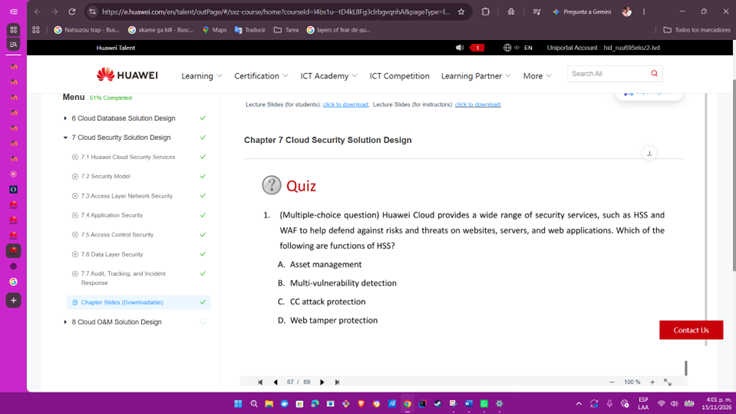 https://e.huawei.com/en/talent/outPage/#/sxz-course/home?courseId=
Pregunta a Gemini
Natsuzou trap - Busc...
akame ga kill - Busc...
Maps
Traducir
Tarea
layers of fear de qu...
Todos los marcadores
Huawei Talent
1
EN
Uniportal Account :
HUAWEI
Learning
Certification
ICT Academy
ICT Competition
Learning Partner
More
Search All
Menu 51% Completed
Lecture Slides (for students): click to download; Lecture Slides (for instructors): click to download.
6 Cloud Database Solution Design
7 Cloud Security Solution Design
7.1 Huawei Cloud Security Services
7.2 Security Model
7.3 Access Layer Network Security
7.4 Application Security
7.5 Access Control Security
7.6 Data Layer Security
7.7 Audit, Tracking, and Incident
Response
Chapter Slides (Downloadable)
8 Cloud O&M Solution Design
Chapter 7 Cloud Security Solution Design
Quiz
1. (Multiple-choice question) Huawei Cloud provides a wide range of security services, such as HSS and
WAF to help defend against risks and threats on websites, servers, and web applications. Which of the
following are functions of HSS?
A. Asset management
B. Multi-vulnerability detection
C. CC attack protection
D. Web tamper protection
Contact Us
67 / 69
100 %
ESP
LAA
4:01 p. m.
15/11/2026